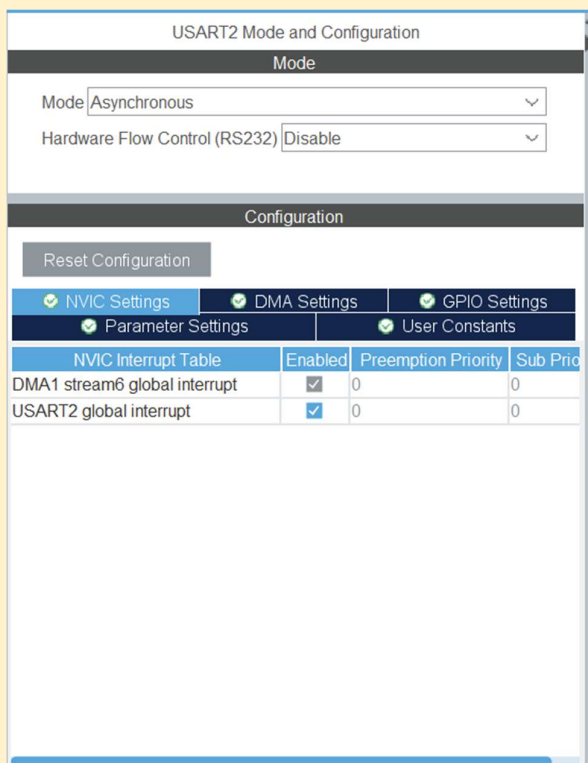 USART2 Mode and Configuration
Mode
Mode Asynchronous
Hardware Flow Control (RS232) Disable
Configuration
Reset Configuration
NVIC Settings DMA Settings GPIO Settings
Parameter Settings User Constants
NVIC Interrupt Table Enabled Preemption Priority Sub Prio
DMA1 stream6 global interrupt 0 0
USART2 global interrupt 0 0